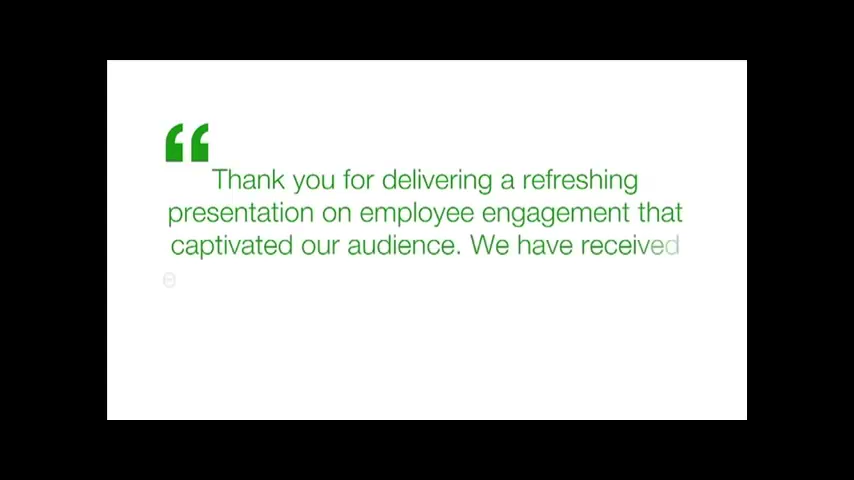 “
Thank you for delivering a refreshing
presentation on employee engagement that
captivated our audience. We have received
e